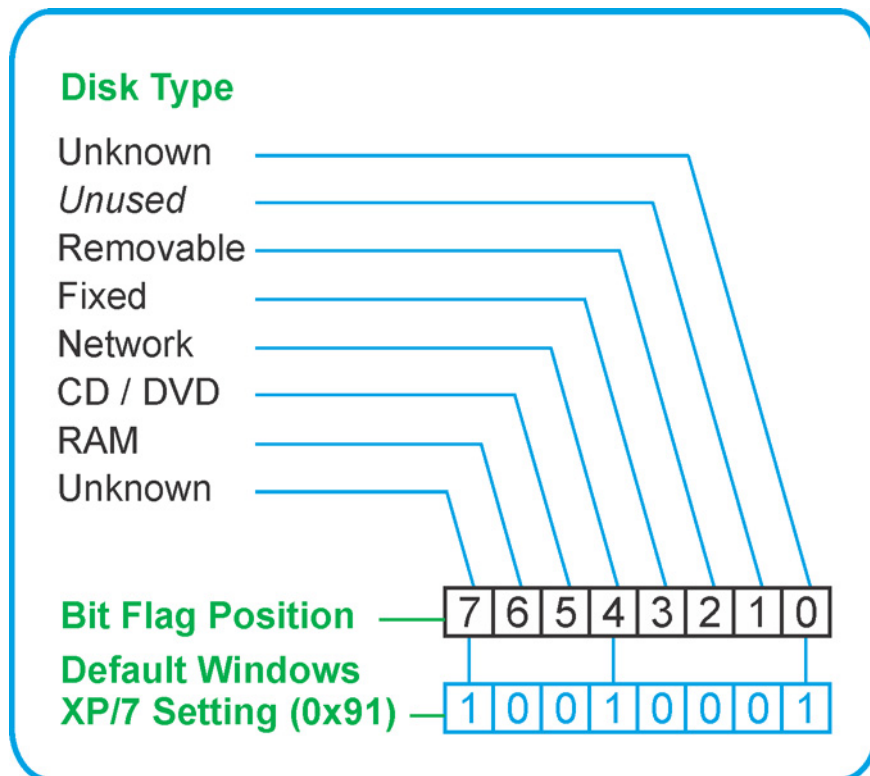 Disk Type
Unknown
Unused
Removable
Fixed
Network
CD / DVD
RAM
Unknown
Bit Flag Position 7 6 5 4 3 2 1 0
Default Windows
XP/7 Setting (0x91) 1 0 0 1 0 0 0 1